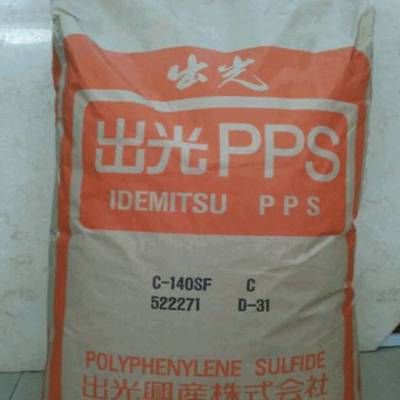 出光
出光PPS
IDEMITSU PPS
C-140SF C
522271 D-31
POLYPHENYLENE SULFIDE
出光興産株式会社